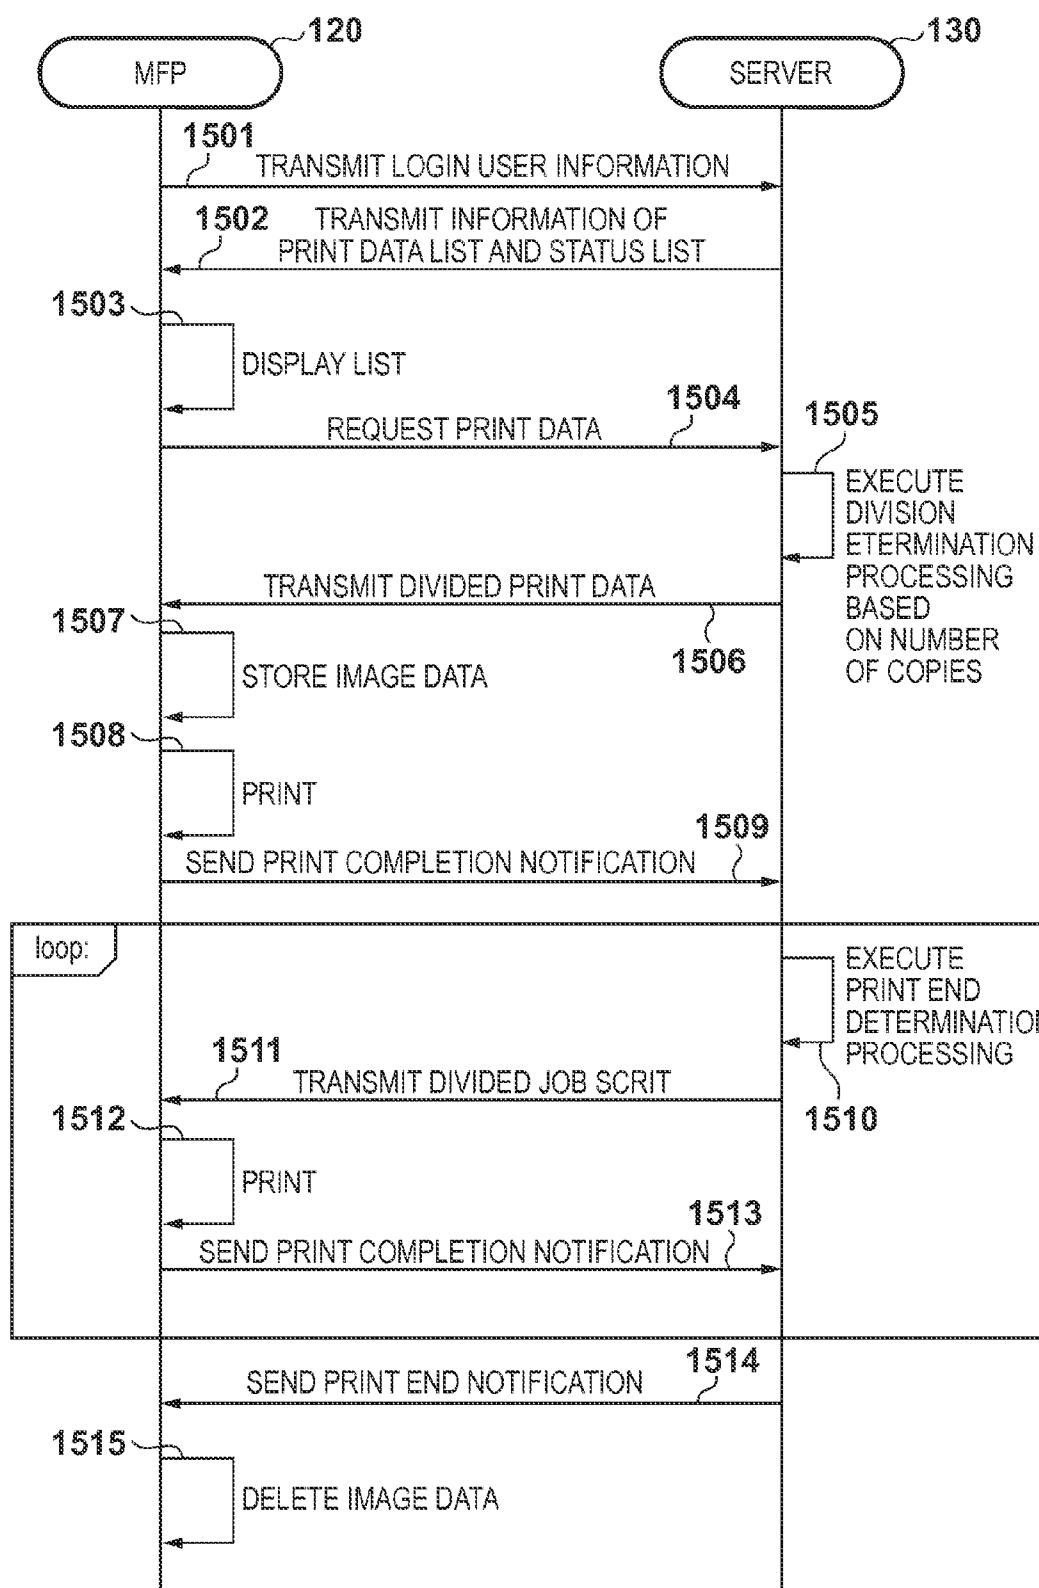 120
130
MFP
SERVER
1501
TRANSMIT LOGIN USER INFORMATION
1502
TRANSMIT INFORMATION OF
PRINT DATA LIST AND STATUS LIST
1503
DISPLAY LIST
1504
REQUEST PRINT DATA
1505
EXECUTE
DIVISION
ETERMINATION
PROCESSING
BASED
ON NUMBER
OF COPIES
TRANSMIT DIVIDED PRINT DATA
1506
1507
STORE IMAGE DATA
1508
PRINT
1509
SEND PRINT COMPLETION NOTIFICATION
loop:
EXECUTE
PRINT END
DETERMINATION
PROCESSING
1510
1511
TRANSMIT DIVIDED JOB SCRIT
1512
PRINT
1513
SEND PRINT COMPLETION NOTIFICATION
1514
SEND PRINT END NOTIFICATION
1515
DELETE IMAGE DATA